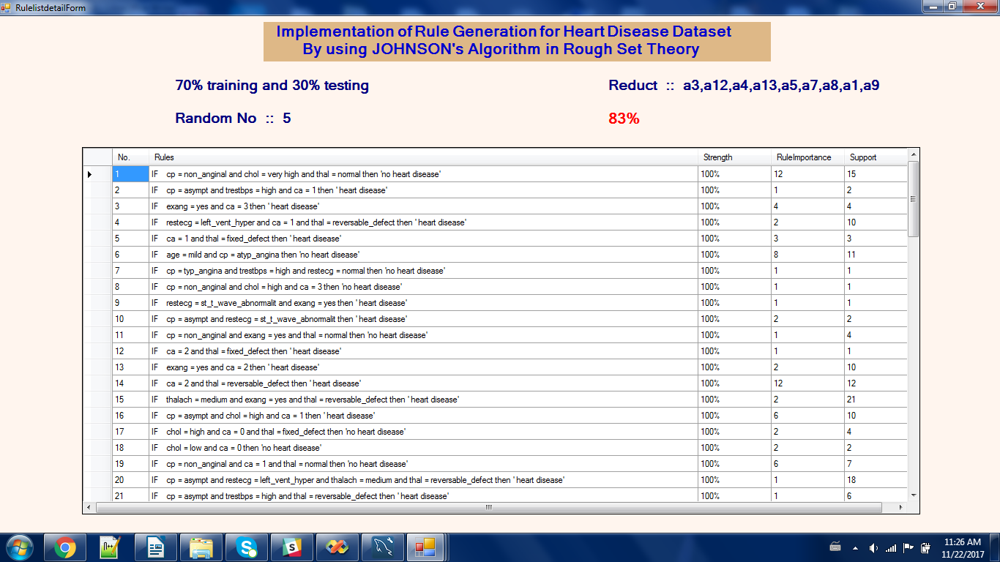 RulelistdetailForm
Implementation of Rule Generation for Heart Disease Dataset
By using JOHNSON's Algorithm in Rough Set Theory
70% training and 30% testing
Reduct :: a3,a12,a4,a13,a5,a7,a8,a1,a9
Random No :: 5
83%
No. Rules Strength RuleImportance Support
1 IF cp = non_anginal and chol = very high and thal = normal then 'no heart disease' 100% 12 15
2 IF cp = asympt and trestbps = high and ca = 1 then ' heart disease' 100% 1 2
3 IF exang = yes and ca = 3 then ' heart disease' 100% 4 4
4 IF restecg = left_vent_hyper and ca = 1 and thal = reversable_defect then ' heart disease' 100% 2 10
5 IF ca = 1 and thal = fixed_defect then ' heart disease' 100% 3 3
6 IF age = mild and cp = atyp_angina then 'no heart disease' 100% 8 11
7 IF cp = typ_angina and trestbps = high and restecg = normal then 'no heart disease' 100% 1 1
8 IF cp = non_anginal and chol = high and ca = 3 then 'no heart disease' 100% 1 1
9 IF restecg = st_t_wave_abnormalit and exang = yes then ' heart disease' 100% 1 1
10 IF cp = asympt and restecg = st_t_wave_abnormalit then ' heart disease' 100% 2 2
11 IF cp = non_anginal and exang = yes and thal = normal then 'no heart disease' 100% 1 4
12 IF ca = 2 and thal = fixed_defect then ' heart disease' 100% 1 1
13 IF exang = yes and ca = 2 then ' heart disease' 100% 2 10
14 IF ca = 2 and thal = reversable_defect then ' heart disease' 100% 12 12
15 IF thalach = medium and exang = yes and thal = reversable_defect then ' heart disease' 100% 2 21
16 IF cp = asympt and chol = high and ca = 1 then ' heart disease' 100% 6 10
17 IF chol = high and ca = 0 and thal = fixed_defect then 'no heart disease' 100% 2 4
18 IF chol = low and ca = 0 then 'no heart disease' 100% 2 2
19 IF cp = non_anginal and ca = 1 and thal = normal then 'no heart disease' 100% 6 7
20 IF cp = asympt and restecg = left_vent_hyper and thalach = medium and thal = reversable_defect then ' heart disease' 100% 1 18
21 IF cp = asympt and trestbps = high and thal = reversable_defect then ' heart disease' 100% 1 6
11:26 AM
11/22/2017